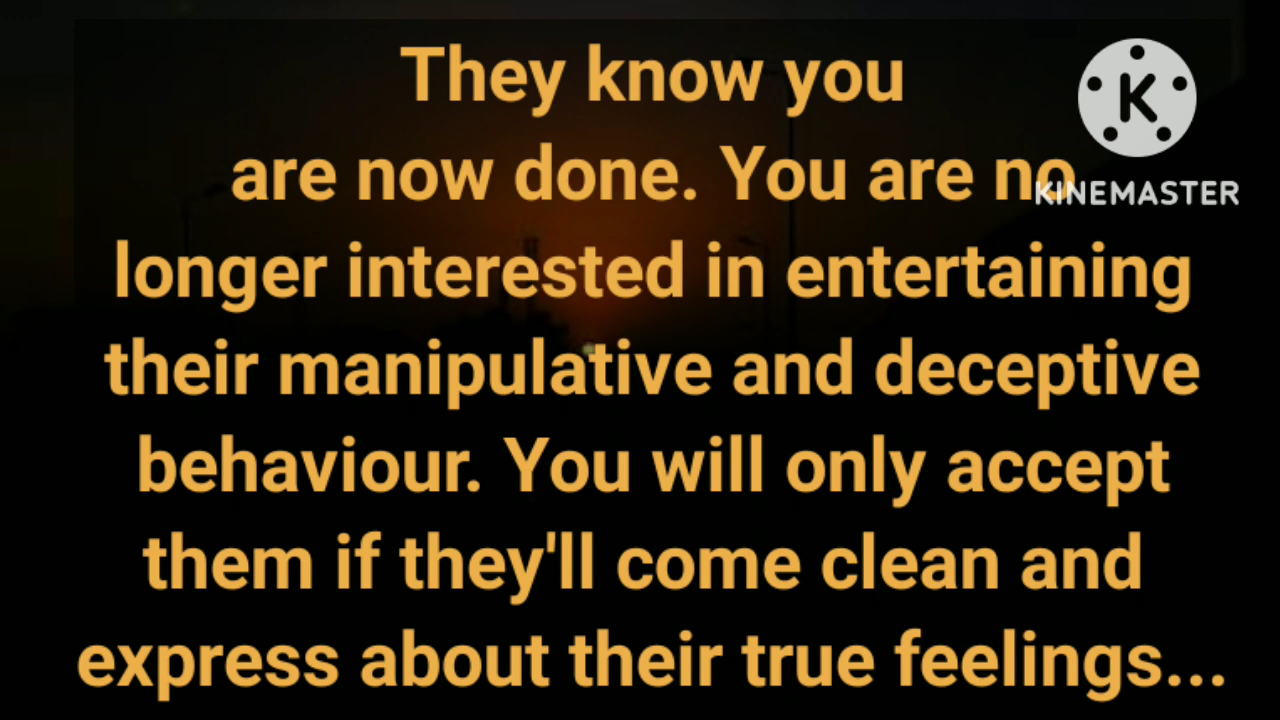 They know you
are now done. You are no
longer interested in entertaining
their manipulative and deceptive
behaviour. You will only accept
them if they'll come clean and
express about their true feelings...
K
KINEMASTER